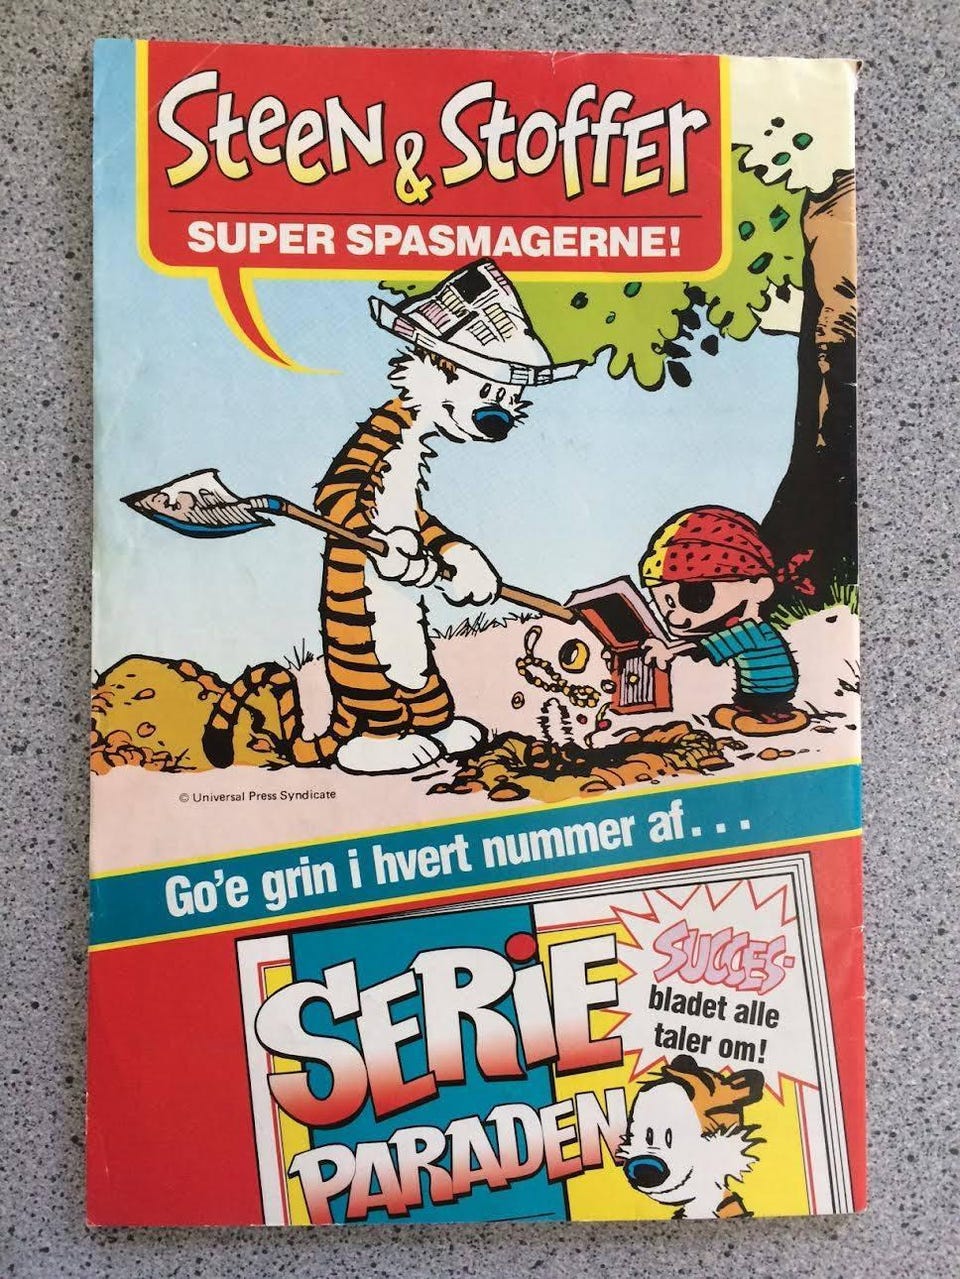 Steen & Stoffer
SUPER SPASMAGERNE!
© Universal Press Syndicate
Go'e grin i hvert nummer af...
SUCCES-
bladet alle
taler om!
SERIE
PARADEN